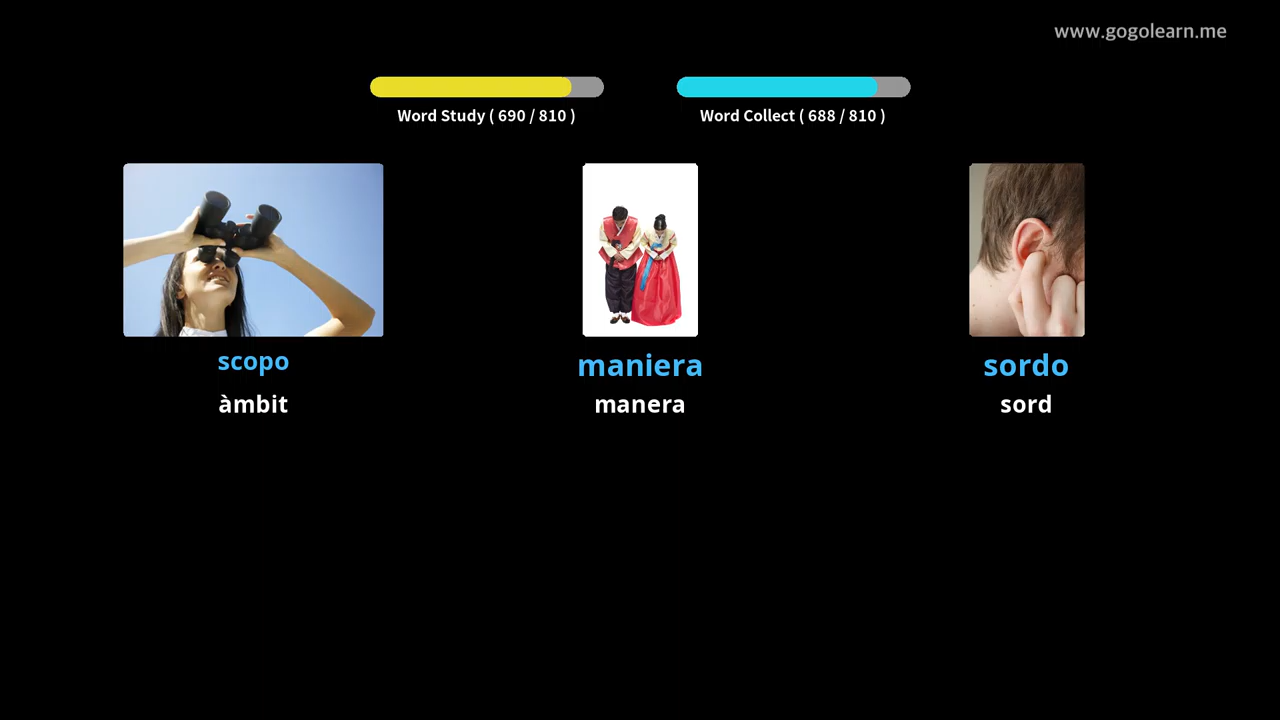 www.gogolearn.me
Word Study ( 690 / 810 )
Word Collect ( 688 / 810 )
scopo
àmbit
maniera
manera
sordo
sord